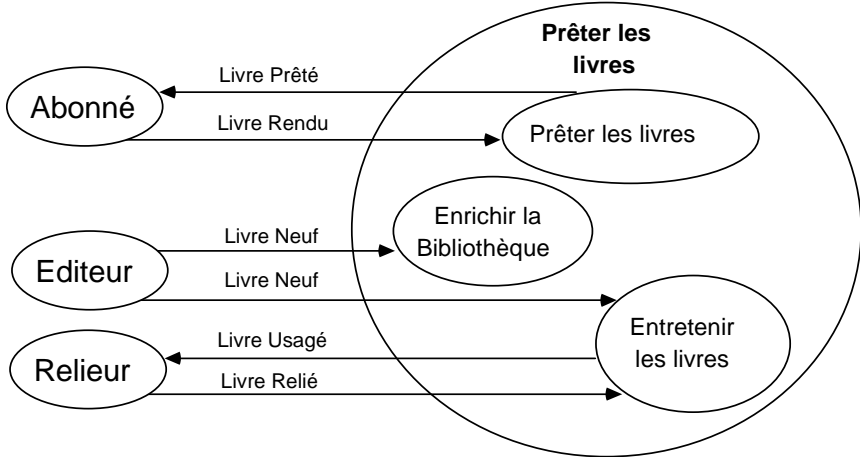 Prêter les
livres
Livre Prêté
Abonné
Livre Rendu
Prêter les livres
Enrichir la
Bibliothèque
Livre Neuf
Editeur
Livre Neuf
Entretenir
les livres
Livre Usagé
Relieur
Livre Relié